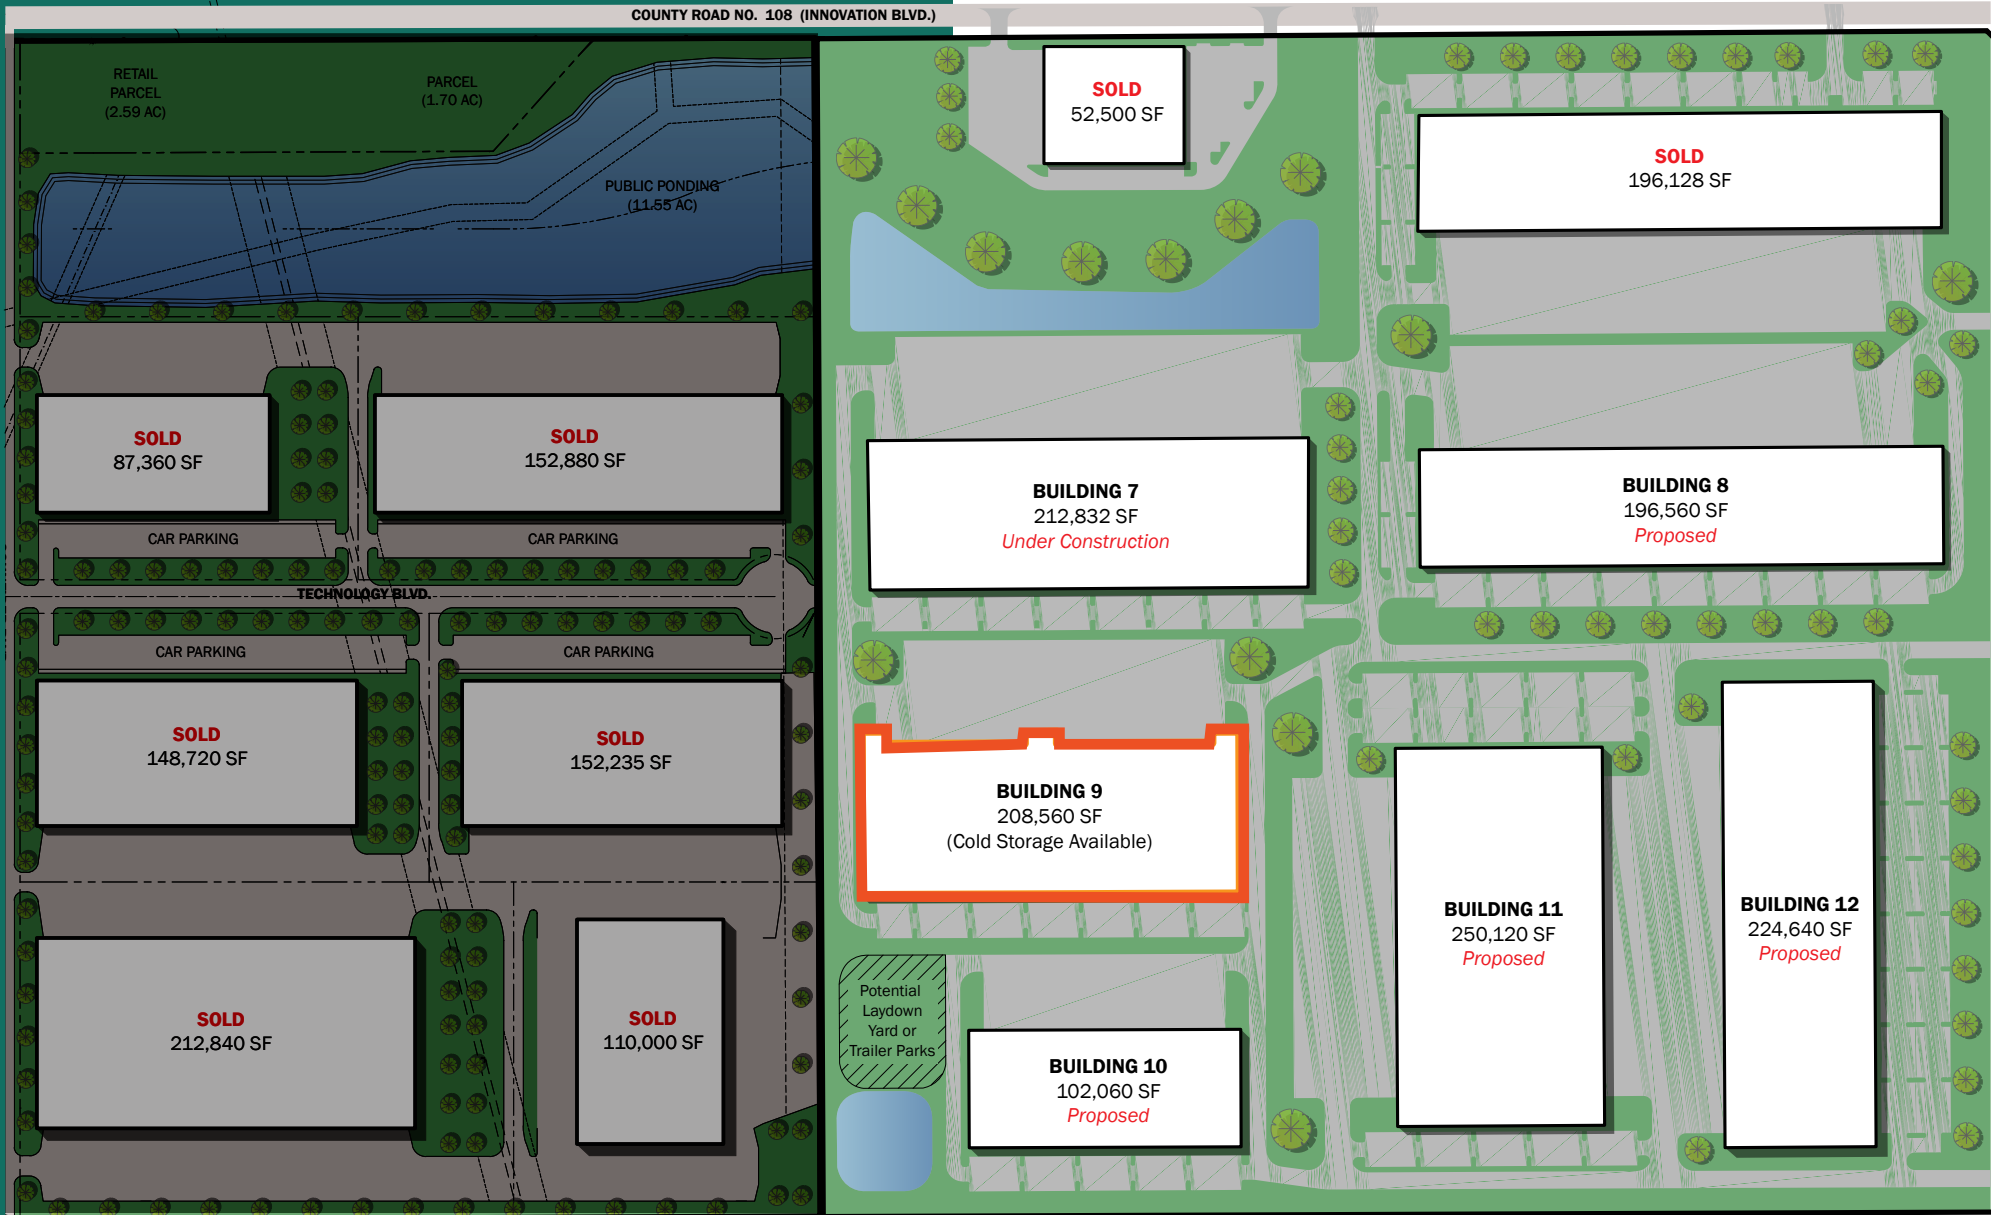 COUNTY ROAD NO. 108 (INNOVATION BLVD.)
RETAIL
PARCEL
(2.59 AC)
PARCEL
(1.70 AC)
PUBLIC PONDING
(11.55 AC)
SOLD
52,500 SF
SOLD
196,128 SF
SOLD
87,360 SF
SOLD
152,880 SF
CAR PARKING
CAR PARKING
TECHNOLOGY BLVD.
CAR PARKING
CAR PARKING
SOLD
148,720 SF
SOLD
152,235 SF
SOLD
212,840 SF
SOLD
110,000 SF
BUILDING 7
212,832 SF
Under Construction
BUILDING 8
196,560 SF
Proposed
BUILDING 9
208,560 SF
(Cold Storage Available)
Potential
Laydown
Yard or
Trailer Parks
BUILDING 10
102,060 SF
Proposed
BUILDING 11
250,120 SF
Proposed
BUILDING 12
224,640 SF
Proposed